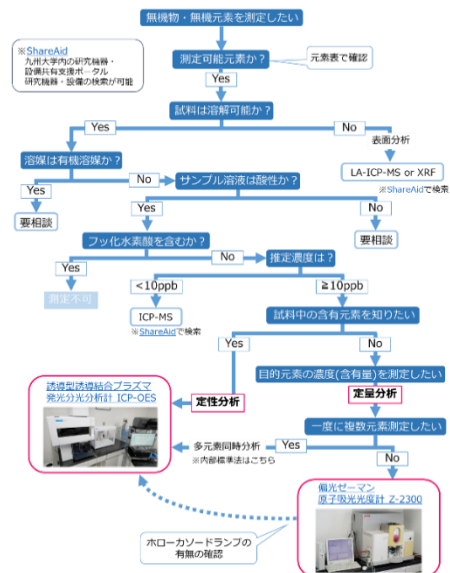 無機物・無機元素を測定したい
※ShareAid
九州大学内の研究機器・
設備共有支援ポータル
研究機器・設備の検索が可能
測定可能元素か？
元素表で確認
Yes
試料は溶解可能か？
Yes
No
表面分析
溶媒は有機溶媒か？
LA-ICP-MS or XRF
※ShareAidで検索
No
サンプル溶液は酸性か？
Yes
要相談
Yes
No
要相談
フッ化水素酸を含むか？
No
推定濃度は？
Yes
測定不可
<10ppb
≧10ppb
ICP-MS
※ShareAidで検索
試料中の含有元素を知りたい
Yes
No
目的元素の濃度(含有量)を測定したい
誘導型誘導結合プラズマ
発光分光分析計 ICP-OES
定性分析
定量分析
一度に複数元素測定したい
多元素同時分析
Yes
※内部標準法はこちら
No
偏光ゼーマン
原子吸光光度計 Z-2300
ホローカソードランプの
有無の確認